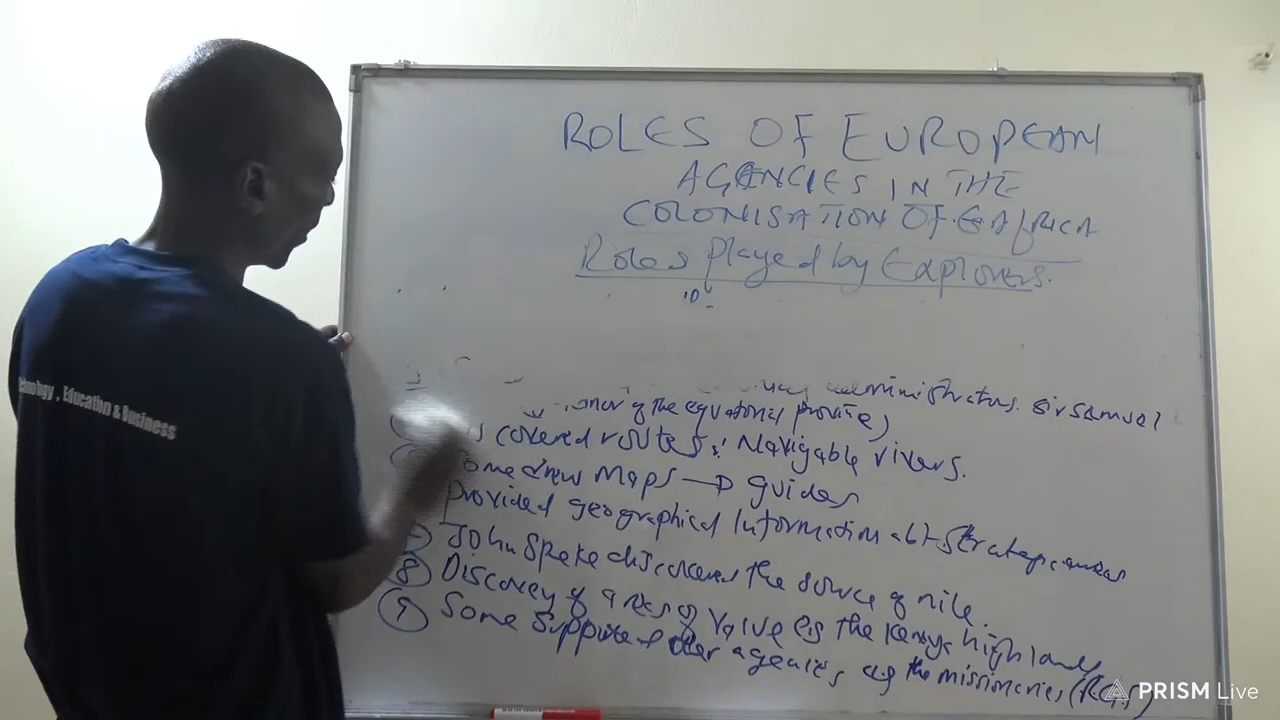 ROLES OF EUROPEAN
AGENCIES IN THE
COLONISATION OF E.AFRICA
Roles played by Explorers.
administrators. Sir Samuel
of the equatorial province)
covered routes: Navigable rivers.
some drew Maps → guides
provided geographical Information abt strategic areas
John Speke discovered the source of nile.
8 Discovery of areas of Value eg the Kenya highlands
9 Some Supported other agencies eg the missionaries (RGS)
Technology, Education & Business
PRISM Live